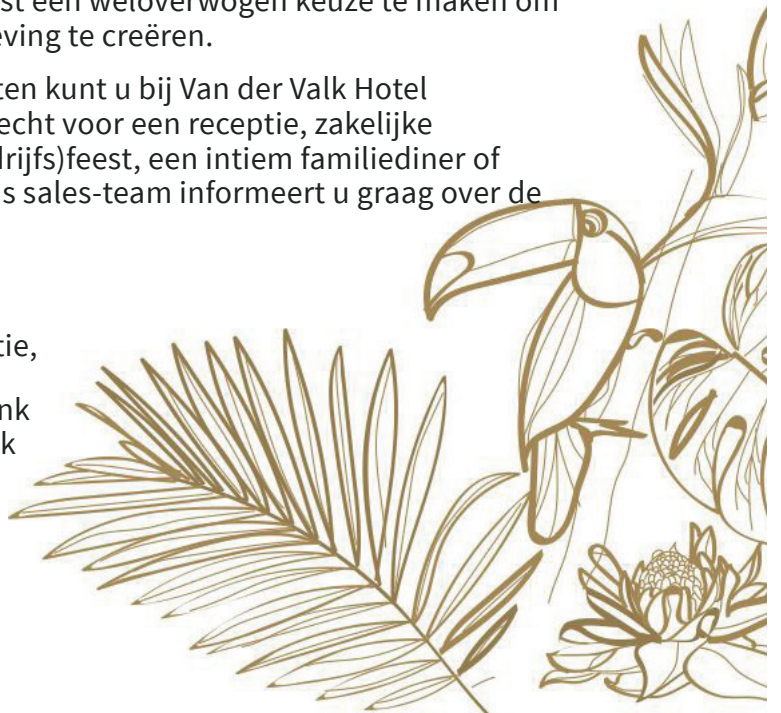 st een weloverwogen keuze te maken om
eving te creëren.
ten kunt u bij Van der Valk Hotel
echt voor een receptie, zakelijke
drijfs)feest, een intiem familiediner of
s sales-team informeert u graag over de
tie,
nk
k